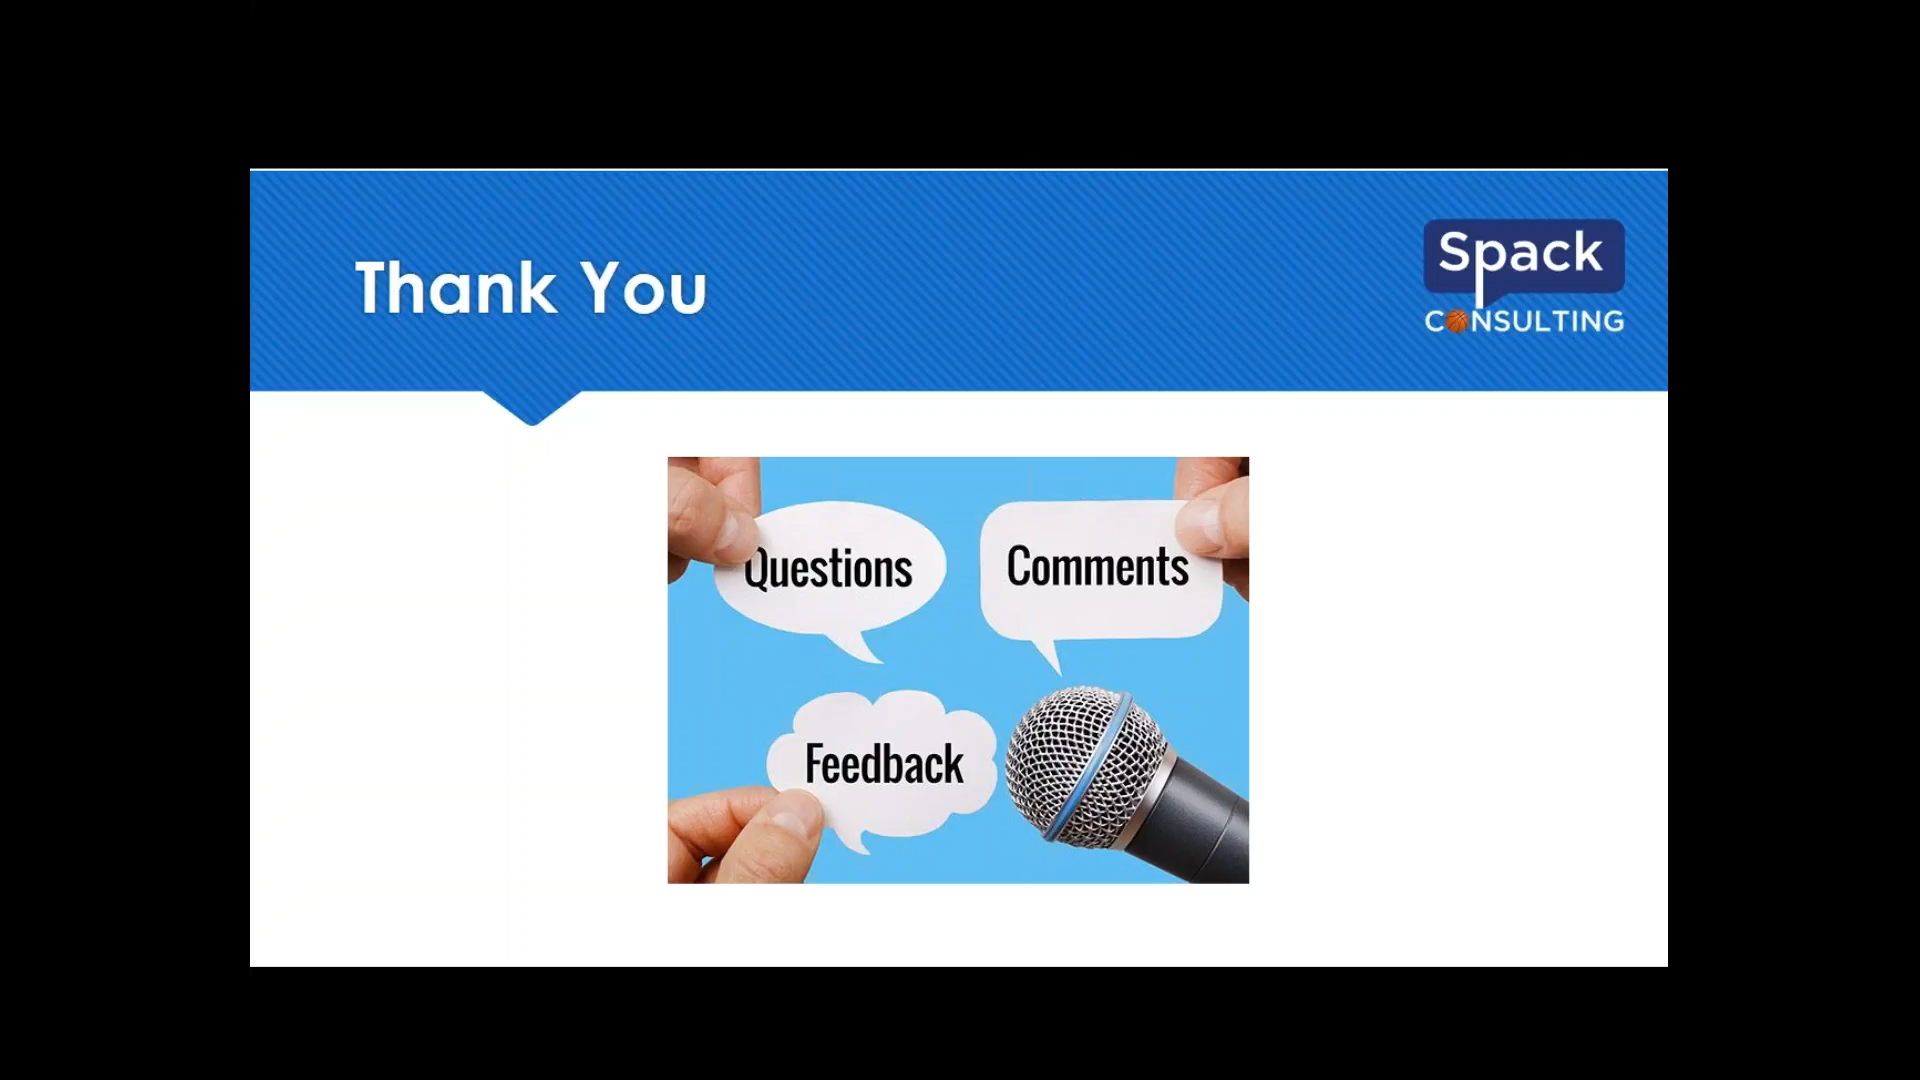 Thank You
Spack
CONSULTING
Questions
Comments
Feedback